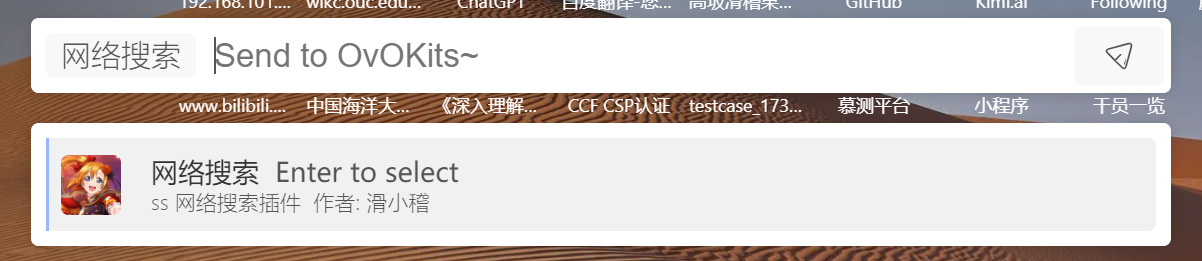 192.168.101.... wikc.ouc.edu... ChatGPT 百度翻译-您... 高级滑稽果... GitHub Kimi.ai Following
网络搜索 Send to OvOKits~
www.bilibili.... 中国海洋大... 《深入理解... CCF CSP认证 testcase_173... 慕测平台 小程序 干员一览
网络搜索 Enter to select
ss 网络搜索插件 作者: 滑小稽